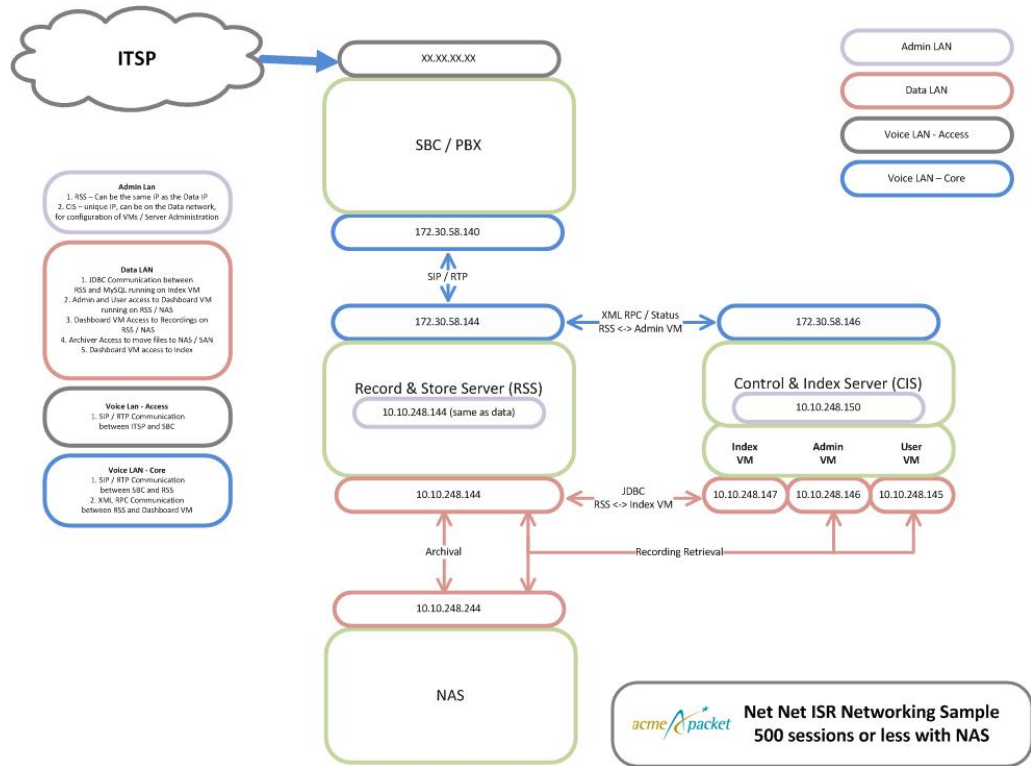 ITSP
XX.XX.XX.XX
SBC / PBX
172.30.58.140
SIP / RTP
172.30.58.144
XML RPC / Status
RSS <-> Admin VM
172.30.58.146
Record & Store Server (RSS)
10.10.248.144 (same as data)
Control & Index Server (CIS)
10.10.248.150
Index
VM
Admin
VM
User
VM
10.10.248.144
JDBC
RSS <-> Index VM
10.10.248.147
10.10.248.146
10.10.248.145
Archival
Recording Retrieval
10.10.248.244
NAS
Admin LAN
Data LAN
Voice LAN - Access
Voice LAN – Core
Admin Lan
1. RSS – Can be the same IP as the Data IP
2. CIS – unique IP, can be on the Data network,
for configuration of VMs / Server Administration
Data LAN
1. JDBC Communication between
RSS and MySQL running on Index VM
2. Admin and User access to Dashboard VM
running on RSS / NAS
3. Dashboard VM Access to Recordings on
RSS / NAS
4. Archiver Access to move files to NAS / SAN
5. Dashboard VM access to Index
Voice Lan - Access
1. SIP / RTP Communication
between ITSP and SBC
Voice LAN - Core
1. SIP / RTP Communication
between SBC and RSS
2. XML RPC Communication
between RSS and Dashboard VM
acme packet
Net Net ISR Networking Sample
500 sessions or less with NAS